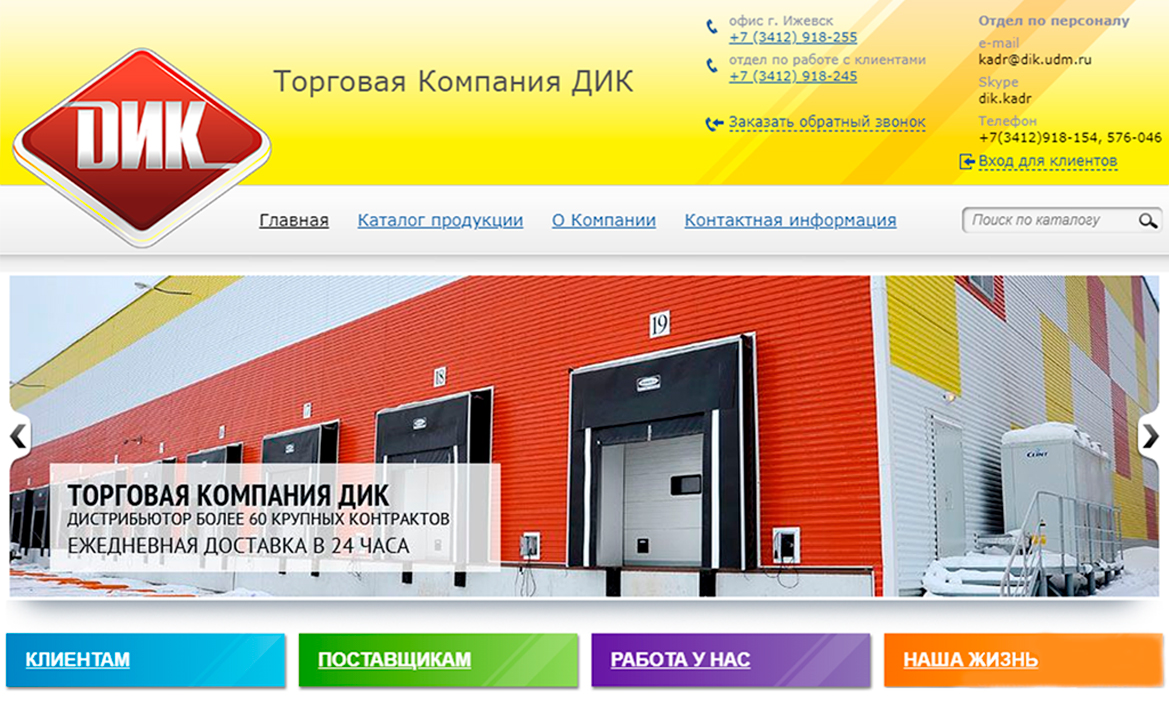 офис г. Ижевск
+7 (3412) 918-255
отдел по работе с клиентами
+7 (3412) 918-245
Заказать обратный звонок
Отдел по персоналу
e-mail
kadr@dik.udm.ru
Skype
dik.kadr
Телефон
+7(3412)918-154, 576-046
Вход для клиентов
ДИК
Торговая Компания ДИК
Главная
Каталог продукции
О Компании
Контактная информация
Поиск по каталогу
19
18
CLINT
ТОРГОВАЯ КОМПАНИЯ ДИК
ДИСТРИБЬЮТОР БОЛЕЕ 60 КРУПНЫХ КОНТРАКТОВ
ЕЖЕДНЕВНАЯ ДОСТАВКА В 24 ЧАСА
КЛИЕНТАМ
ПОСТАВЩИКАМ
РАБОТА У НАС
НАША ЖИЗНЬ